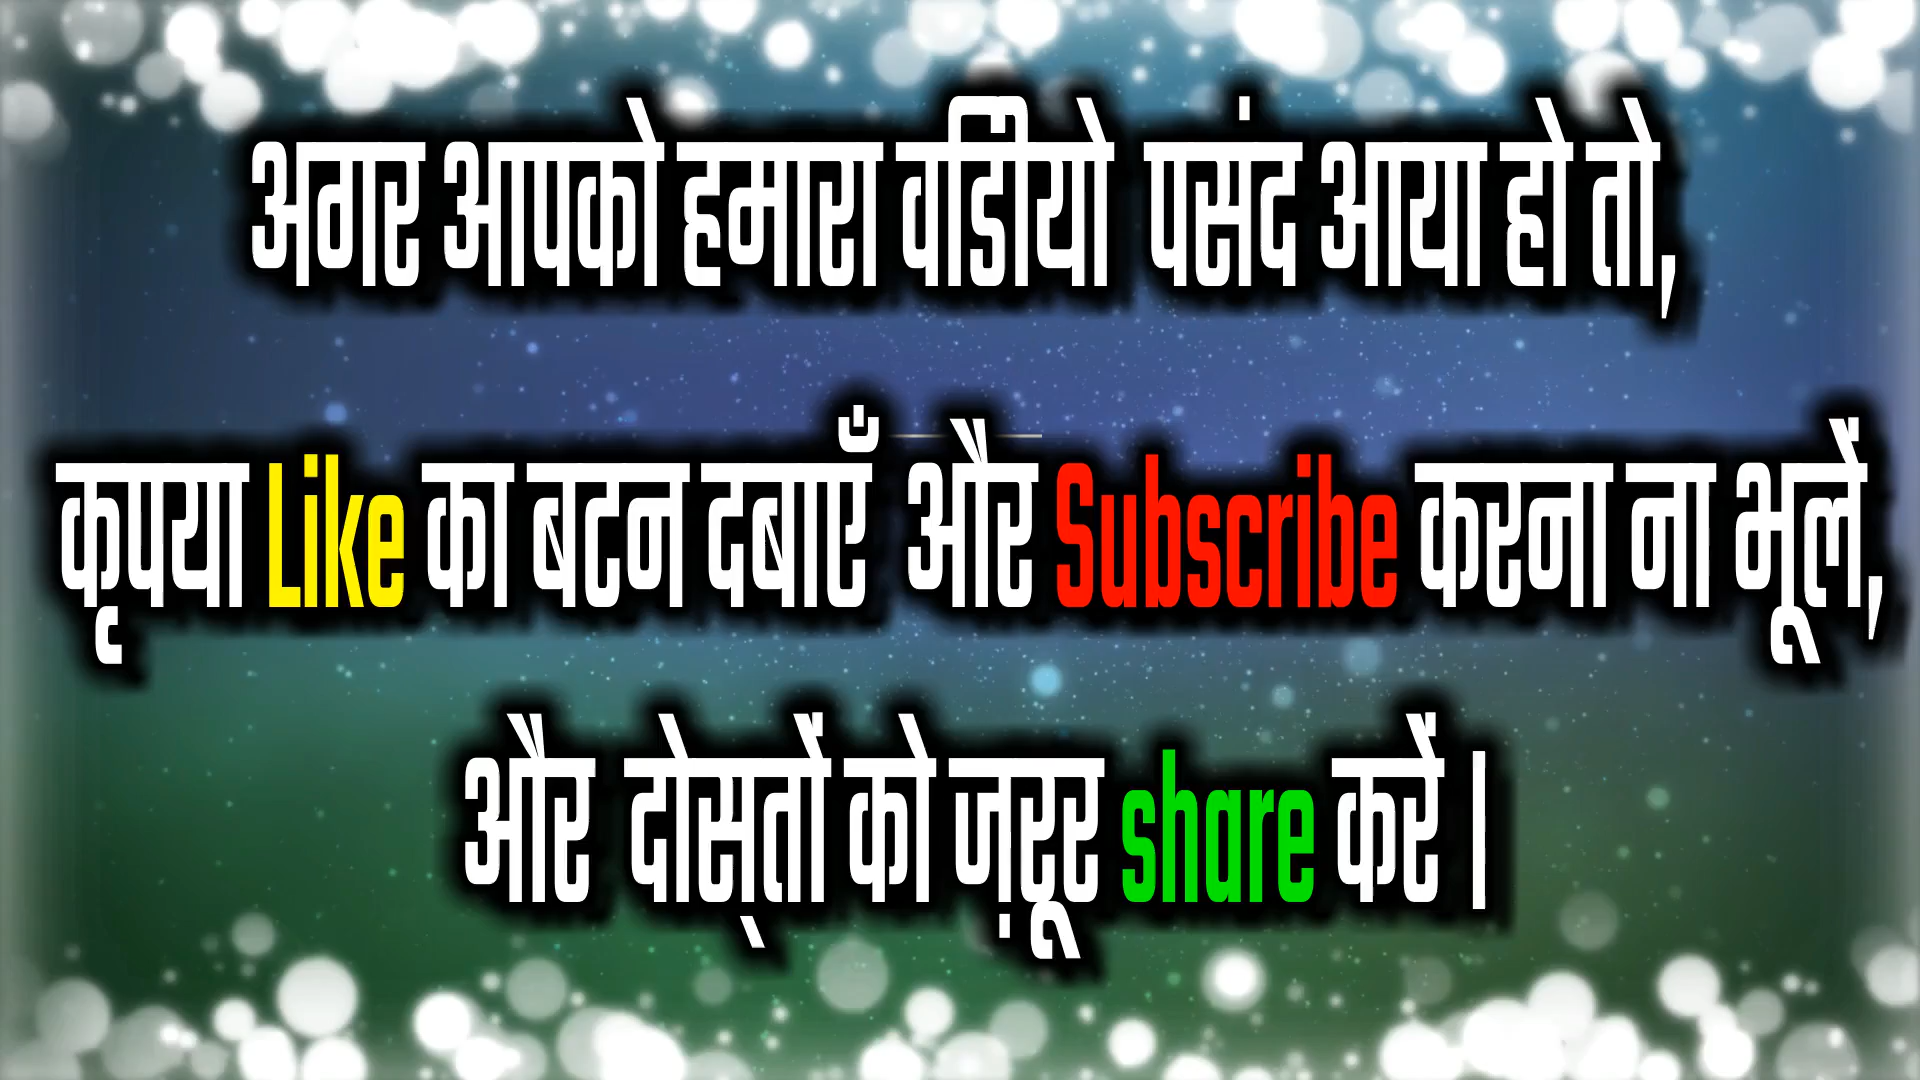 अगर आपको हमारा वडिीयो पसंद आया हो तो,
कृपया Like का बटन दबाएँ और Subscribe करना ना भूलें,
और दोस्तों को ज़रूर share करें |